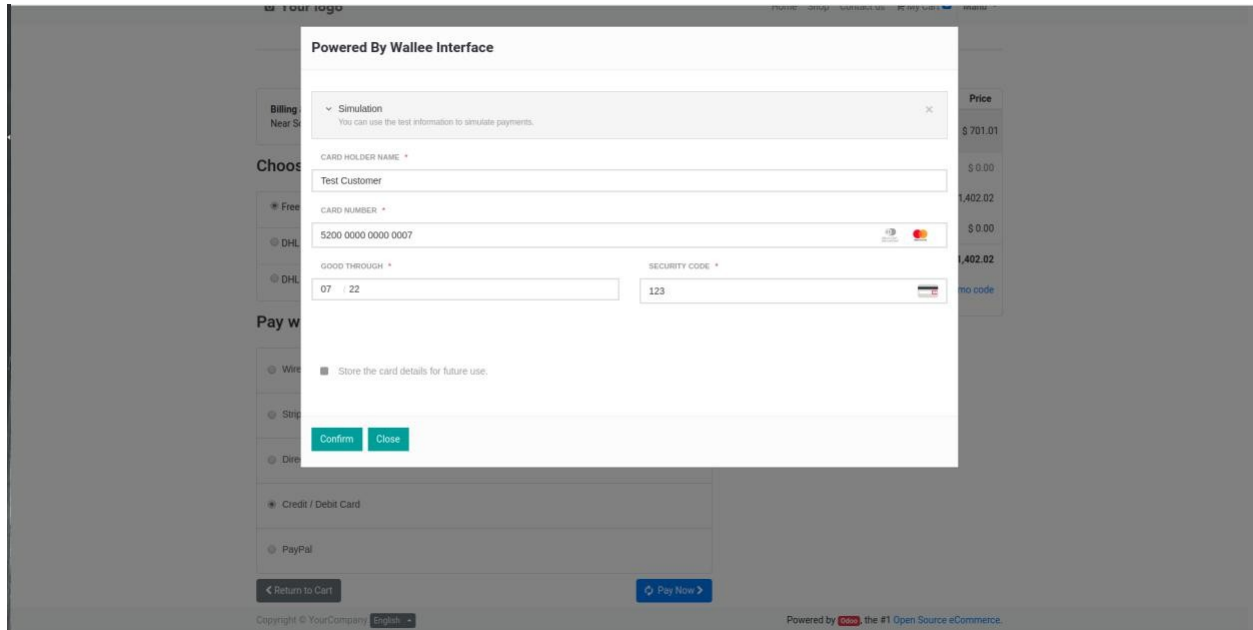 Your logo
Home Shop Contact us My Cart Manu
Powered By Wallee Interface
Simulation
You can use the test information to simulate payments.
CARD HOLDER NAME *
Test Customer
CARD NUMBER *
5200 0000 0000 0007
GOOD THROUGH *
SECURITY CODE *
07 / 22
123
Store the card details for future use.
Confirm
Close
Billing
Near
Choos
Free
DHL
DHL
Pay w
Wire
Strip
Dire
Credit / Debit Card
PayPal
Return to Cart
Pay Now
Price
$ 701.01
$ 0.00
1,402.02
$ 0.00
1,402.02
mo code
Copyright © YourCompany English
Powered by odoo, the #1 Open Source eCommerce.